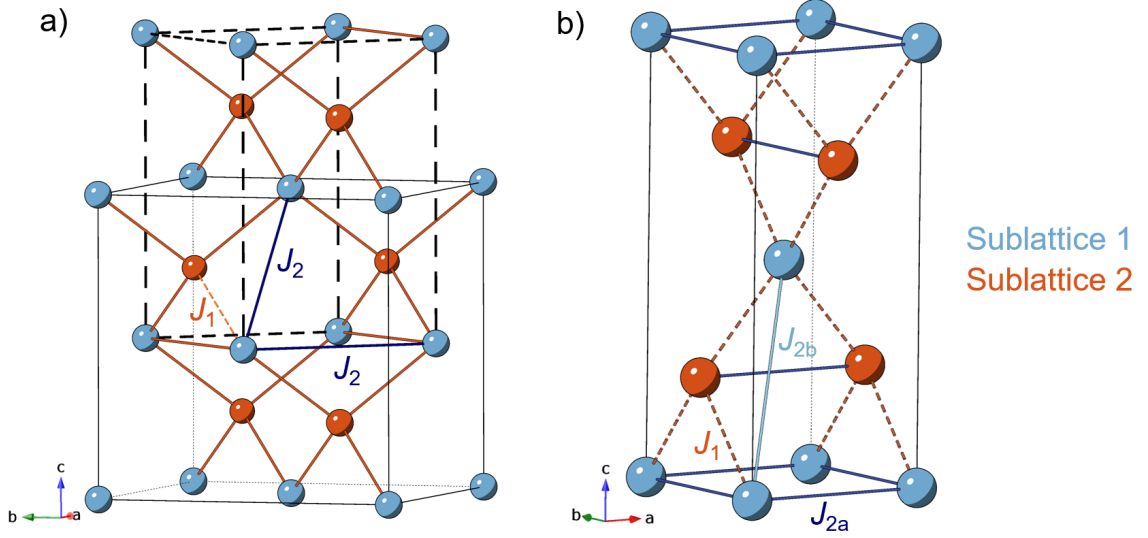 a)
J₂
J₁
J₂
c
b
a
b)
J₂b
J₁
J₂a
c
b
a
Sublattice 1
Sublattice 2